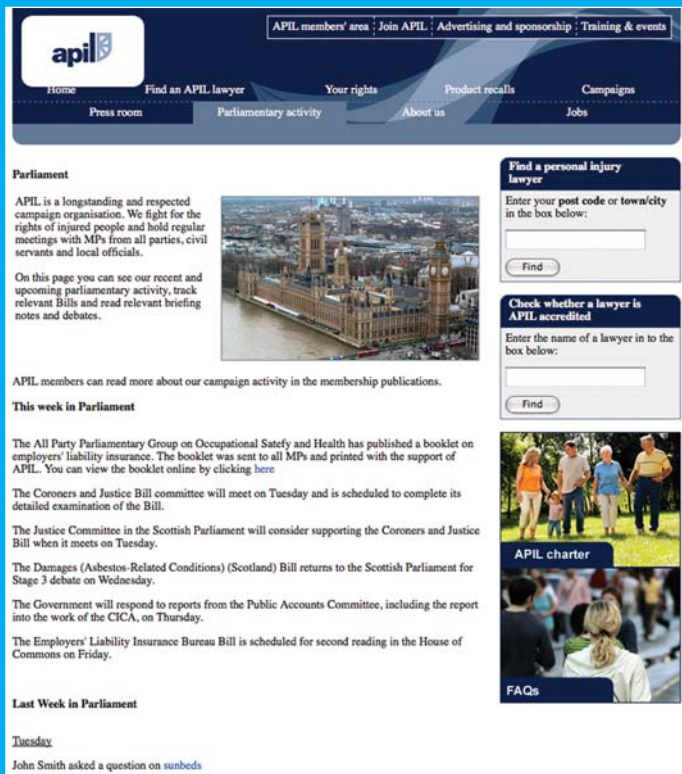 APIL members' area Join APIL Advertising and sponsorship Training & events
apil
Home Find an APIL lawyer Your rights Product recalls Campaigns
Press room Parliamentary activity About us Jobs
Parliament
APIL is a longstanding and respected
campaign organisation. We fight for the
rights of injured people and hold regular
meetings with MPs from all parties, civil
servants and local officials.
On this page you can see our recent and
upcoming parliamentary activity, track
relevant Bills and read relevant briefing
notes and debates.
APIL members can read more about our campaign activity in the membership publications.
This week in Parliament
The All Party Parliamentary Group on Occupational Satefy and Health has published a booklet on
employers' liability insurance. The booklet was sent to all MPs and printed with the support of
APIL. You can view the booklet online by clicking here
The Coroners and Justice Bill committee will meet on Tuesday and is scheduled to complete its
detailed examination of the Bill.
The Justice Committee in the Scottish Parliament will consider supporting the Coroners and Justice
Bill when it meets on Tuesday.
The Damages (Asbestos-Related Conditions) (Scotland) Bill returns to the Scottish Parliament for
Stage 3 debate on Wednesday.
The Government will respond to reports from the Public Accounts Committee, including the report
into the work of the CICA, on Thursday.
The Employers' Liability Insurance Bureau Bill is scheduled for second reading in the House of
Commons on Friday.
Last Week in Parliament
Tuesday
John Smith asked a question on sunbeds
Find a personal injury
lawyer
Enter your post code or town/city
in the box below:
Find
Check whether a lawyer is
APIL accredited
Enter the name of a lawyer in to the
box below:
Find
APIL charter
FAQs